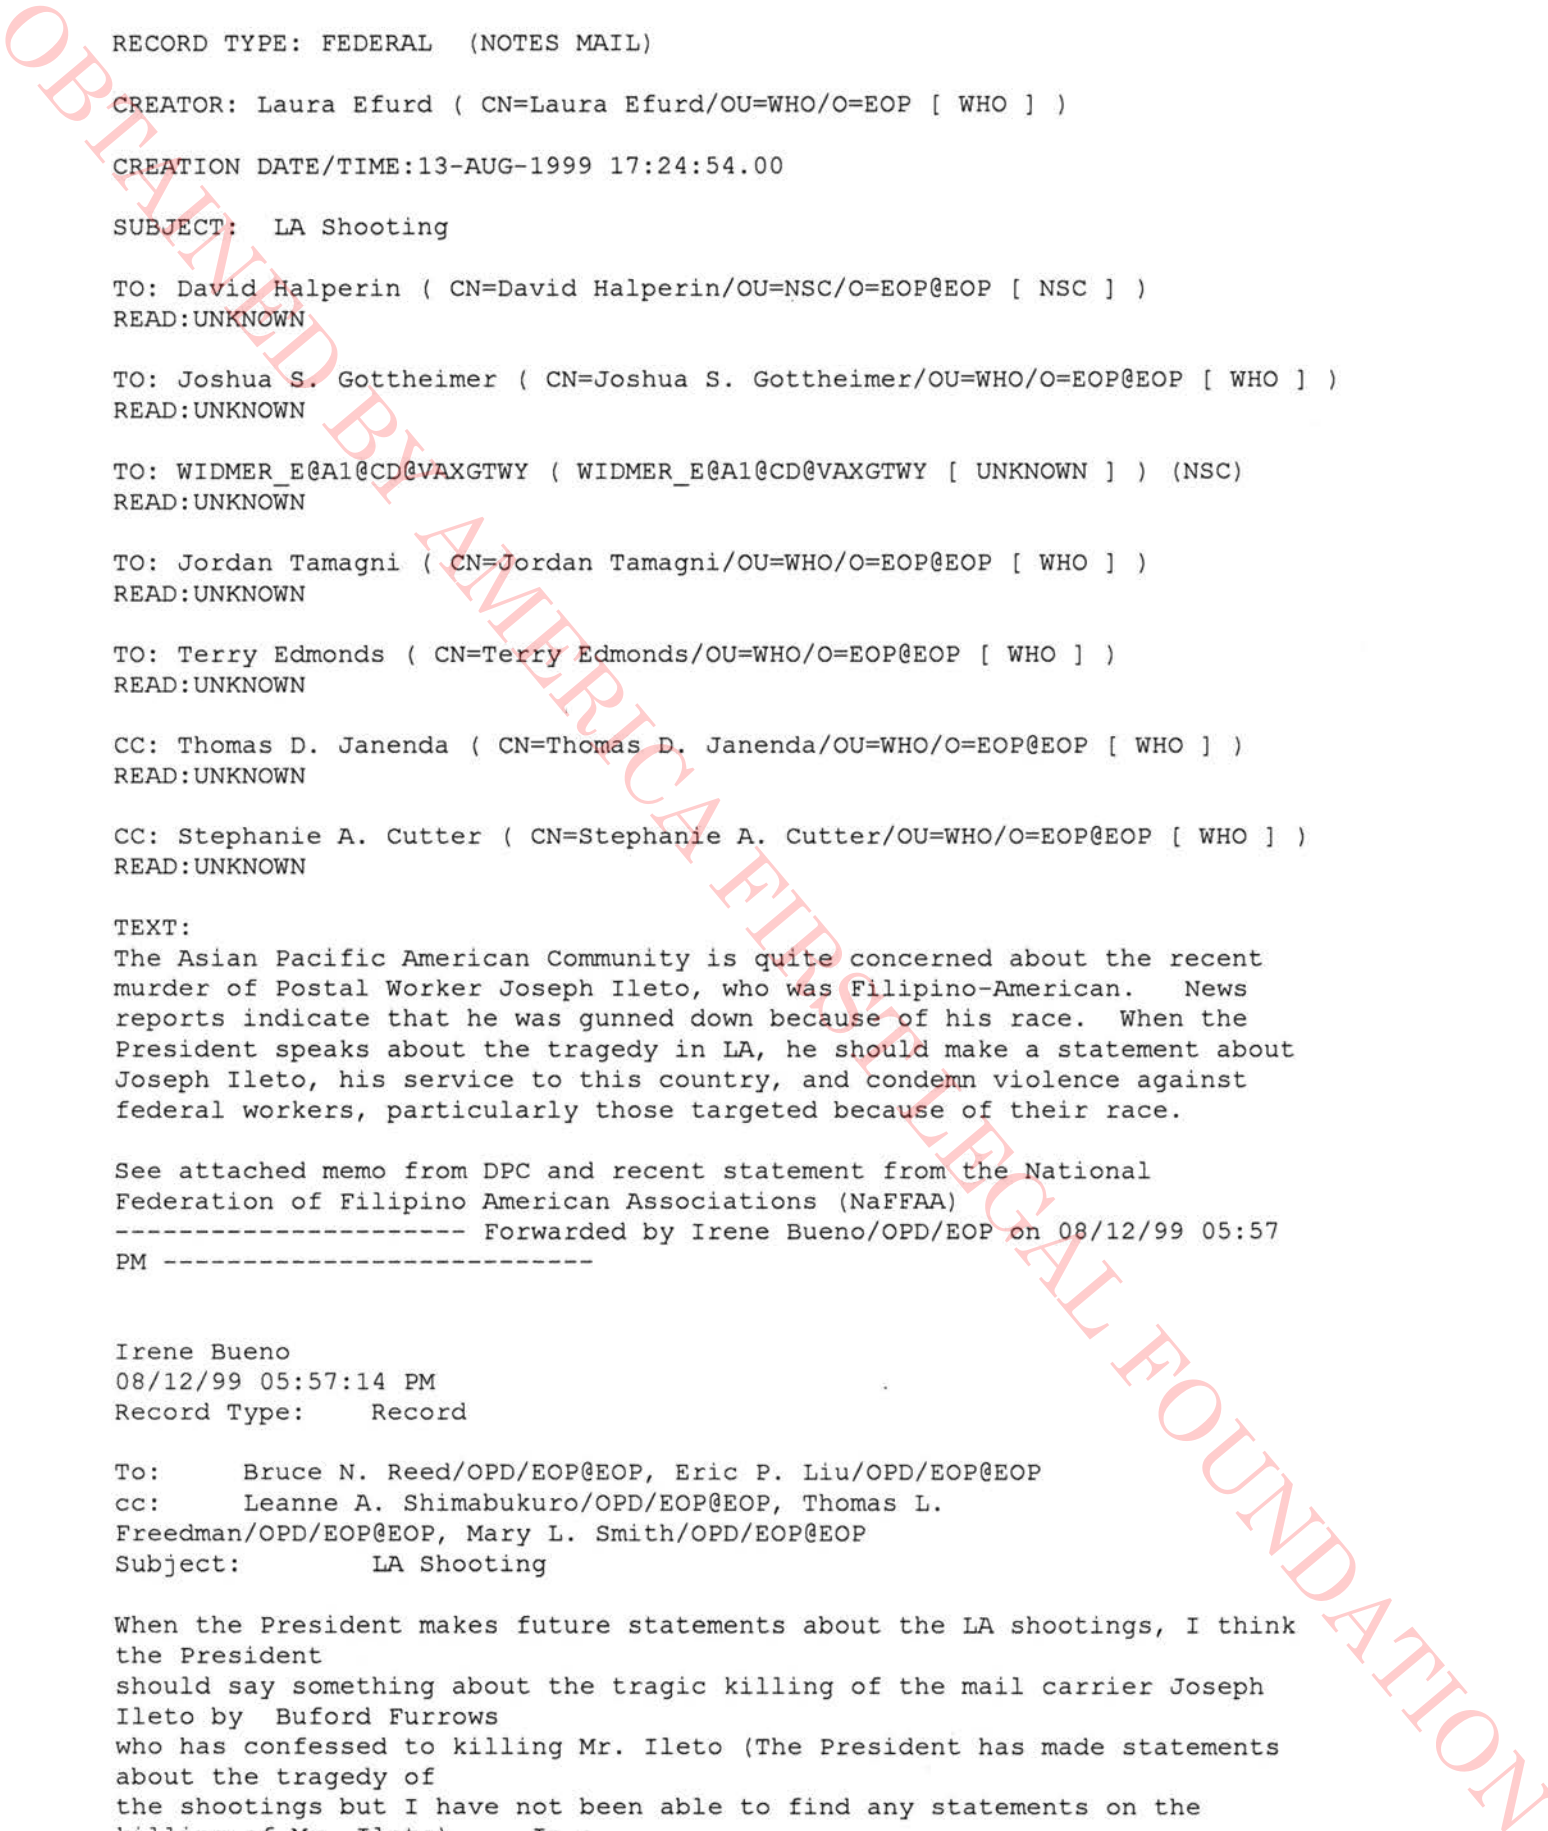 RECORD TYPE: FEDERAL (NOTES MAIL)
CREATOR: Laura Efurd ( CN=Laura Efurd/OU=WHO/O=EOP [ WHO ] )
CREATION DATE/TIME:13-AUG-1999 17:24:54.00
SUBJECT: LA Shooting
TO: David Halperin ( CN=David Halperin/OU=NSC/O=EOP@EOP [ NSC ] )
READ:UNKNOWN
TO: Joshua S. Gottheimer ( CN=Joshua S. Gottheimer/OU=WHO/O=EOP@EOP [ WHO ] )
READ:UNKNOWN
TO: WIDMER_E@A1@CD@VAXGTWY ( WIDMER_E@A1@CD@VAXGTWY [ UNKNOWN ] ) (NSC)
READ:UNKNOWN
TO: Jordan Tamagni ( CN=Jordan Tamagni/OU=WHO/O=EOP@EOP [ WHO ] )
READ:UNKNOWN
TO: Terry Edmonds ( CN=Terry Edmonds/OU=WHO/O=EOP@EOP [ WHO ] )
READ:UNKNOWN
CC: Thomas D. Janenda ( CN=Thomas D. Janenda/OU=WHO/O=EOP@EOP [ WHO ] )
READ:UNKNOWN
CC: Stephanie A. Cutter ( CN=Stephanie A. Cutter/OU=WHO/O=EOP@EOP [ WHO ] )
READ:UNKNOWN
TEXT:
The Asian Pacific American Community is quite concerned about the recent
murder of Postal Worker Joseph Ileto, who was Filipino-American. News
reports indicate that he was gunned down because of his race. When the
President speaks about the tragedy in LA, he should make a statement about
Joseph Ileto, his service to this country, and condemn violence against
federal workers, particularly those targeted because of their race.
See attached memo from DPC and recent statement from the National
Federation of Filipino American Associations (NaFFAA)
---------------------- Forwarded by Irene Bueno/OPD/EOP on 08/12/99 05:57
PM ---------------------------
Irene Bueno
08/12/99 05:57:14 PM
Record Type: Record
To: Bruce N. Reed/OPD/EOP@EOP, Eric P. Liu/OPD/EOP@EOP
cc: Leanne A. Shimabukuro/OPD/EOP@EOP, Thomas L.
Freedman/OPD/EOP@EOP, Mary L. Smith/OPD/EOP@EOP
Subject: LA Shooting
When the President makes future statements about the LA shootings, I think
the President
should say something about the tragic killing of the mail carrier Joseph
Ileto by Buford Furrows
who has confessed to killing Mr. Ileto (The President has made statements
about the tragedy of
the shootings but I have not been able to find any statements on the
OBTAINED BY AMERICA FIRST LEGAL FOUNDATION